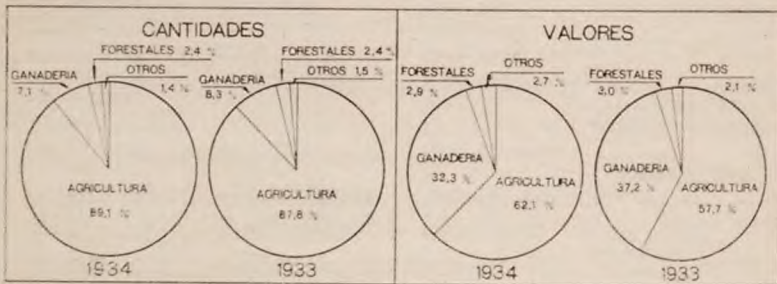 CANTIDADES
FORESTALES 2,4 %
GANADERIA
7,1 %
OTROS
1,4 %
AGRICULTURA
89,1 %
1934
FORESTALES 2,4 %
GANADERIA
8,3 %
OTROS 1,5 %
AGRICULTURA
87,8 %
1933
VALORES
FORESTALES
2,9 %
OTROS
2,7 %
GANADERIA
32,3 %
AGRICULTURA
62,1 %
1934
FORESTALES
3,0 %
OTROS
2,1 %
GANADERIA
37,2 %
AGRICULTURA
57,7 %
1933